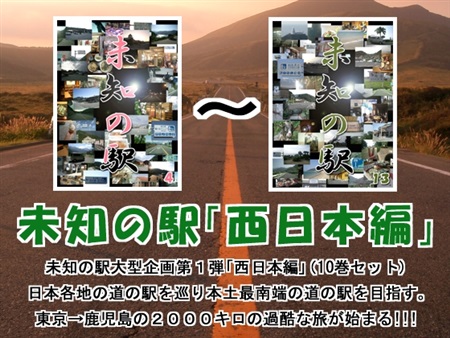 未知の駅 4
〜
未知の駅 13
未知の駅「西日本編」
未知の駅大型企画第1弾「西日本編」(10巻セット)
日本各地の道の駅を巡り本土最南端の道の駅を目指す。
東京→鹿児島の2000キロの過酷な旅が始まる!!!